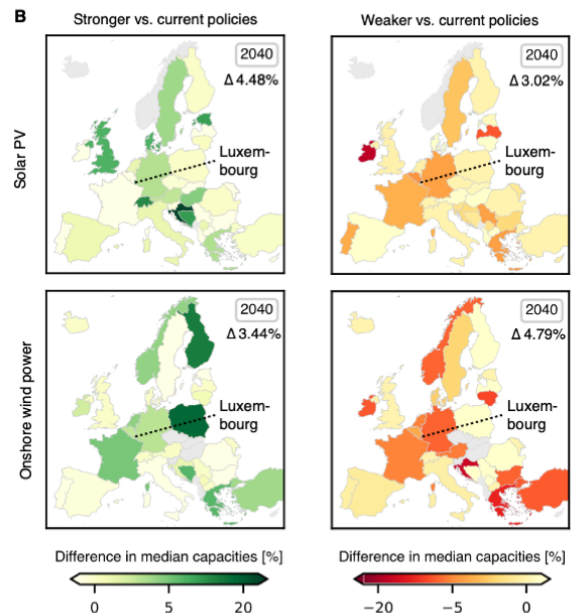 B
Stronger vs. current policies
Weaker vs. current policies
Solar PV
2040
Δ 4.48%
Luxem-
bourg
2040
Δ 3.02%
Luxem-
bourg
Onshore wind power
2040
Δ 3.44%
Luxem-
bourg
2040
Δ 4.79%
Luxem-
bourg
Difference in median capacities [%]
0 5 20
Difference in median capacities [%]
−20 −5 0